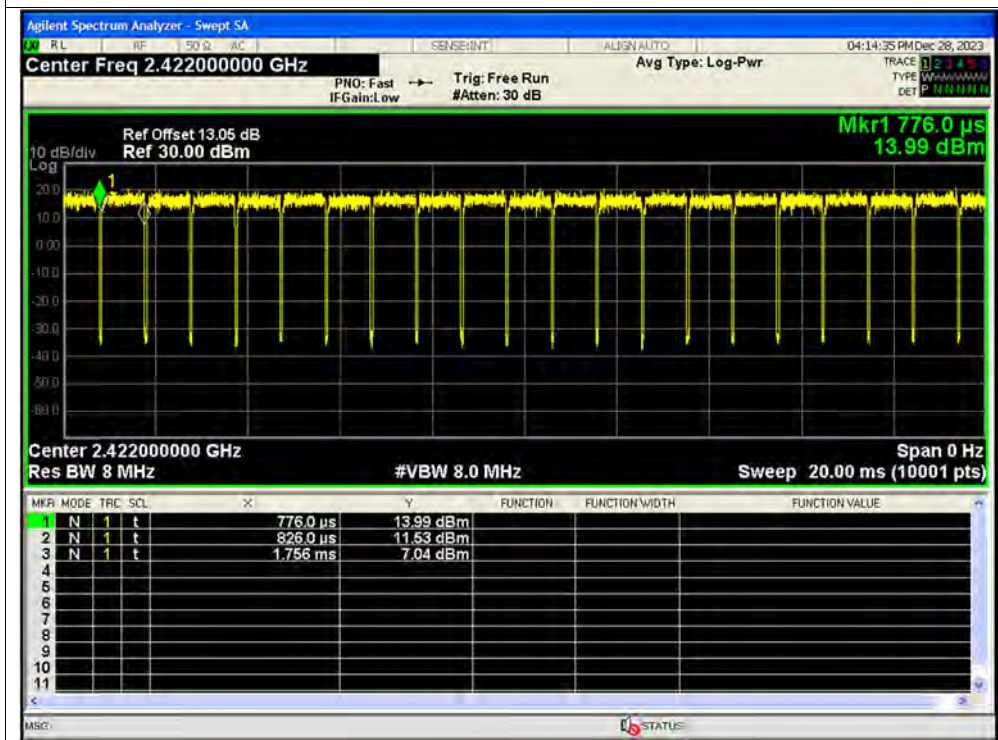 Agilent Spectrum Analyzer - Swept SA
RL RF 50 Ω AC SENSE:INT ALIGN AUTO 04:14:35 PM Dec 28, 2023
Center Freq 2.422000000 GHz Avg Type: Log-Pwr TRACE 1 2 3 4 5 6
PNO: Fast Trig: Free Run TYPE
IFGain:Low #Atten: 30 dB DET P N N N N N
Mkr1 776.0 µs
Ref Offset 13.05 dB
10 dB/div Ref 30.00 dBm 13.99 dBm
Log
1
20.0
10.0
0.00
-10.0
-20.0
-30.0
-40.0
-50.0
-60.0
Center 2.422000000 GHz Span 0 Hz
Res BW 8 MHz #VBW 8.0 MHz Sweep 20.00 ms (10001 pts)
MKR MODE TRC SCL X Y FUNCTION FUNCTION WIDTH FUNCTION VALUE
1 N 1 t 776.0 µs 13.99 dBm
2 N 1 t 826.0 µs 11.53 dBm
3 N 1 t 1.756 ms 7.04 dBm
4
5
6
7
8
9
10
11
MSG STATUS